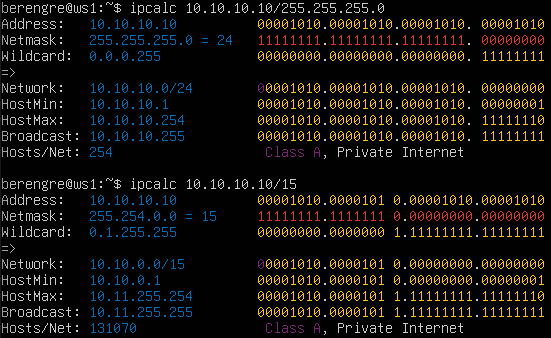 berengre@ws1:~$ ipcalc 10.10.10.10/255.255.255.0
Address: 10.10.10.10 00001010.00001010.00001010. 00001010
Netmask: 255.255.255.0 = 24 11111111.11111111.11111111. 00000000
Wildcard: 0.0.0.255 00000000.00000000.00000000. 11111111
=>
Network: 10.10.10.0/24 00001010.00001010.00001010. 00000000
HostMin: 10.10.10.1 00001010.00001010.00001010. 00000001
HostMax: 10.10.10.254 00001010.00001010.00001010. 11111110
Broadcast: 10.10.10.255 00001010.00001010.00001010. 11111111
Hosts/Net: 254 Class A, Private Internet
berengre@ws1:~$ ipcalc 10.10.10.10/15
Address: 10.10.10.10 00001010.0000101 0.00001010.00001010
Netmask: 255.254.0.0 = 15 11111111.1111111 0.00000000.00000000
Wildcard: 0.1.255.255 00000000.0000000 1.11111111.11111111
=>
Network: 10.10.0.0/15 00001010.0000101 0.00000000.00000000
HostMin: 10.10.0.1 00001010.0000101 0.00000000.00000001
HostMax: 10.11.255.254 00001010.0000101 1.11111111.11111110
Broadcast: 10.11.255.255 00001010.0000101 1.11111111.11111111
Hosts/Net: 131070 Class A, Private Internet